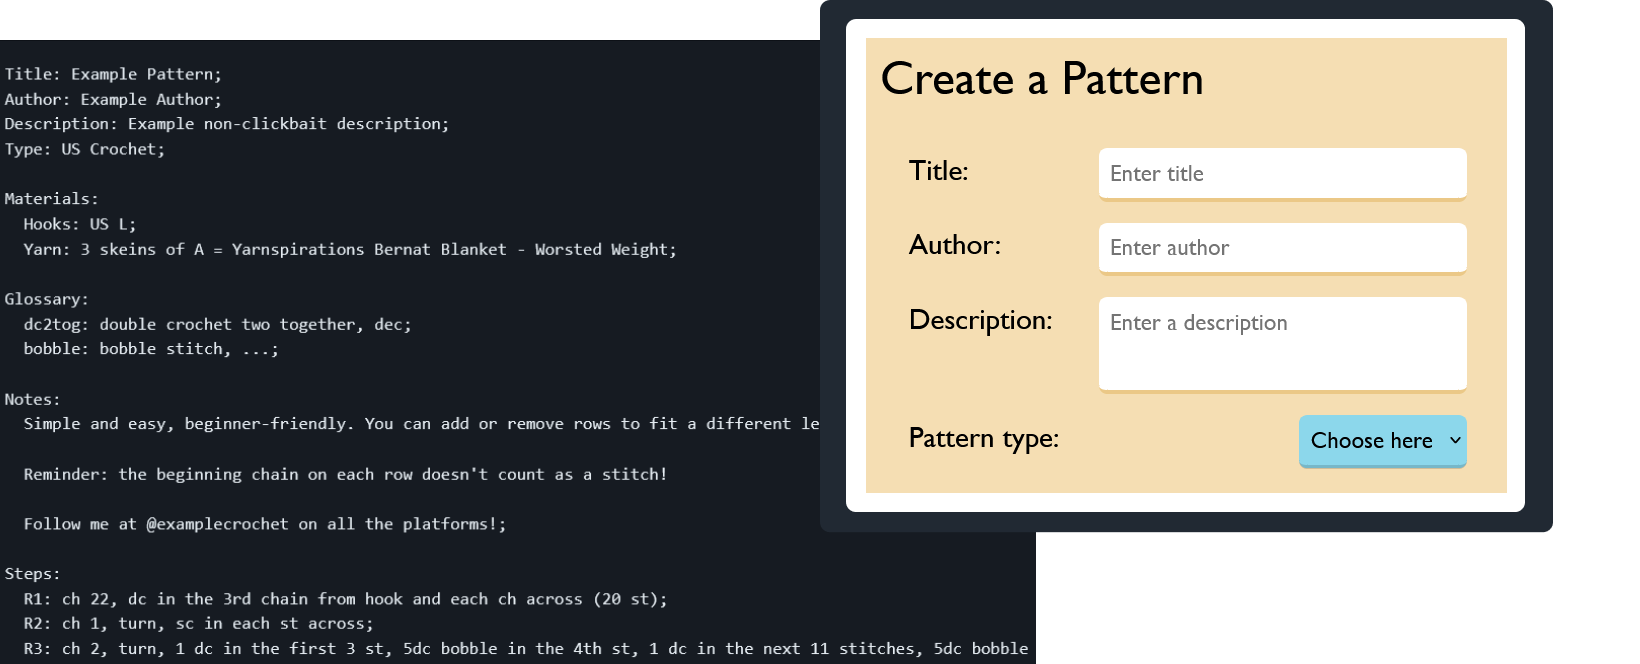 Title: Example Pattern;
Author: Example Author;
Description: Example non-clickbait description;
Type: US Crochet;
Materials:
Hooks: US L;
Yarn: 3 skeins of A = Yarnspirations Bernat Blanket - Worsted Weight;
Glossary:
dc2tog: double crochet two together, dec;
bobble: bobble stitch, ...;
Notes:
Simple and easy, beginner-friendly. You can add or remove rows to fit a different le
Reminder: the beginning chain on each row doesn't count as a stitch!
Follow me at @examplecrochet on all the platforms!;
Steps:
R1: ch 22, dc in the 3rd chain from hook and each ch across (20 st);
R2: ch 1, turn, sc in each st across;
R3: ch 2, turn, 1 dc in the first 3 st, 5dc bobble in the 4th st, 1 dc in the next 11 stitches, 5dc bobble
Create a Pattern
Title: Enter title
Author: Enter author
Description: Enter a description
Pattern type: Choose here